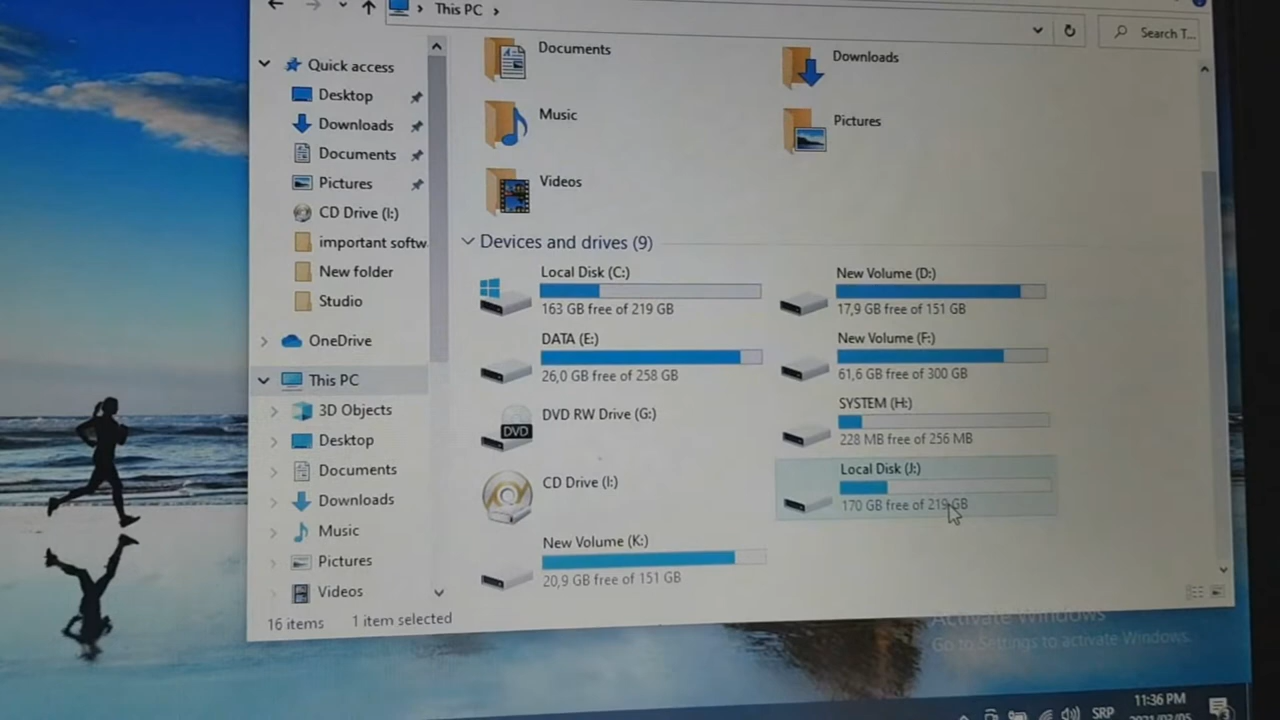 This PC
Search T...
Quick access
Desktop
Downloads
Documents
Pictures
CD Drive (I:)
important softw
New folder
Studio
OneDrive
This PC
3D Objects
Desktop
Documents
Downloads
Music
Pictures
Videos
16 items 1 item selected
Documents
Downloads
Music
Pictures
Videos
Devices and drives (9)
Local Disk (C:)
163 GB free of 219 GB
New Volume (D:)
17,9 GB free of 151 GB
DATA (E:)
26,0 GB free of 258 GB
New Volume (F:)
61,6 GB free of 300 GB
DVD RW Drive (G:)
DVD
SYSTEM (H:)
228 MB free of 256 MB
CD Drive (I:)
Local Disk (J:)
170 GB free of 219 GB
New Volume (K:)
20,9 GB free of 151 GB
Activate Windows
Go to Settings to activate Windows.
SRP
11:36 PM